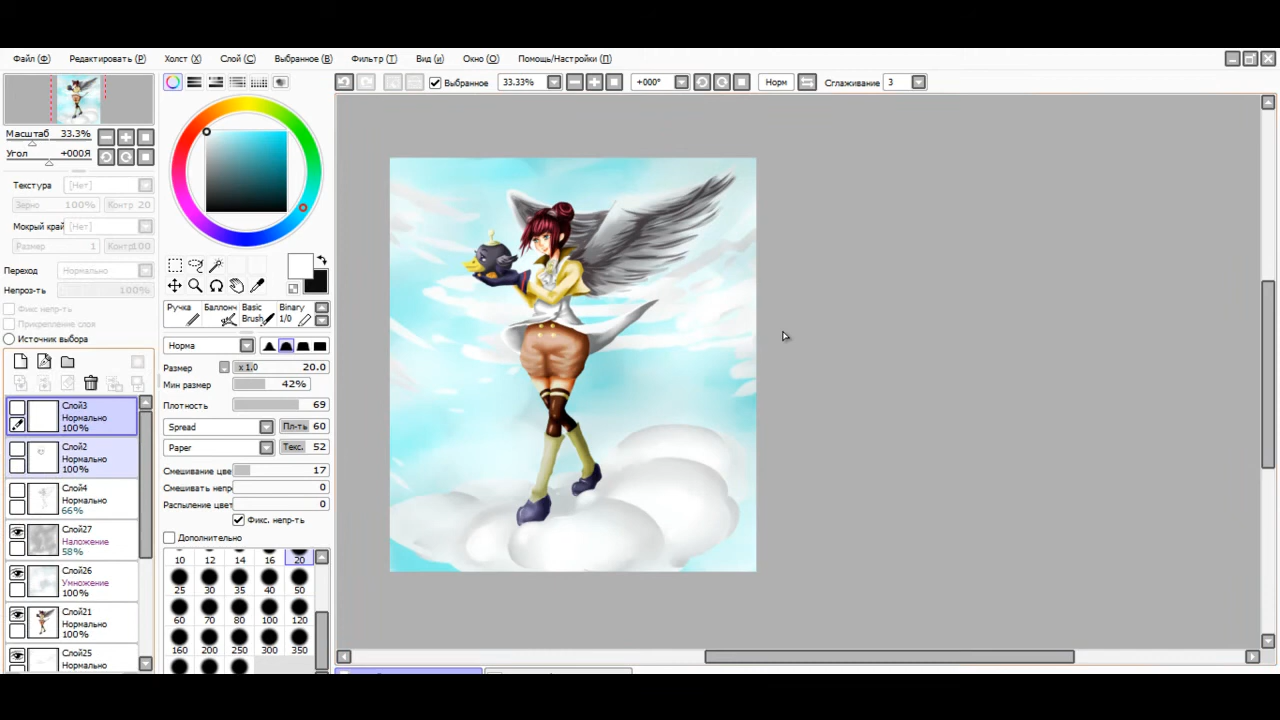 Файл (Ф) Редактировать (Р) Холст (Х) Слой (С) Выбранное (В) Фильтр (Т) Вид (и) Окно (О) Помощь/Настройки (П)
Выбранное 33.33% +000° Норм Сглаживание 3
Масштаб 33.3%
Угол +000Я
Текстура [Нет]
Зерно 100% Контр 20
Мокрый край [Нет]
Размер 1 Контр100
Переход Нормально
Непроз-ть 100%
Фикс непр-ть
Прикрепление слоя
Источник выбора
Слой3
Нормально
100%
Слой2
Нормально
100%
Слой4
Нормально
66%
Слой27
Наложение
58%
Слой26
Умножение
100%
Слой21
Нормально
100%
Слой25
Нормально
Ручка Баллонч Basic Brush Binary 1/0
Норма
Размер x 1,0 20.0
Мин размер 42%
Плотность 69
Spread Пл-ть 60
Paper Текс. 52
Смешивание цве 17
Смешивать непр 0
Распыление цвет 0
Фикс. непр-ть
Дополнительно
10 12 14 16 20
25 30 35 40 50
60 70 80 100 120
160 200 250 300 350